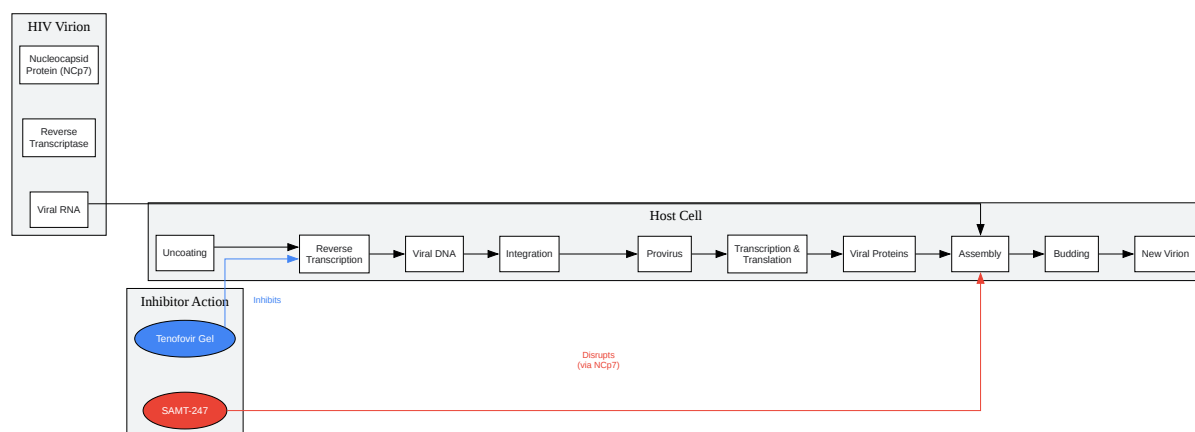 HIV Virion
Nucleocapsid
Protein (NCp7)
Reverse
Transcriptase
Viral RNA
Host Cell
Uncoating
Reverse
Transcription
Viral DNA
Integration
Provirus
Transcription &
Translation
Viral Proteins
Assembly
Budding
New Virion
Inhibitor Action
Inhibits
Tenofovir Gel
Disrupts
(via NCp7)
SAMT-247